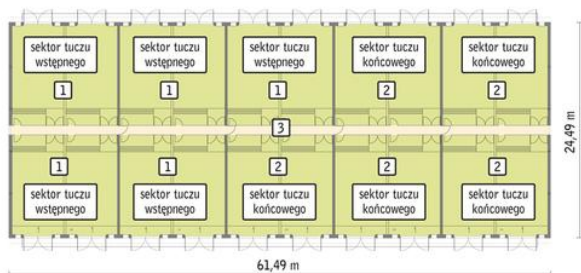 sektor tuczu
wstępnego
sektor tuczu
wstępnego
sektor tuczu
wstępnego
sektor tuczu
końcowego
sektor tuczu
końcowego
1
1
1
2
2
3
1
1
2
2
2
sektor tuczu
wstępnego
sektor tuczu
wstępnego
sektor tuczu
końcowego
sektor tuczu
końcowego
sektor tuczu
końcowego
24,49 m
61,49 m